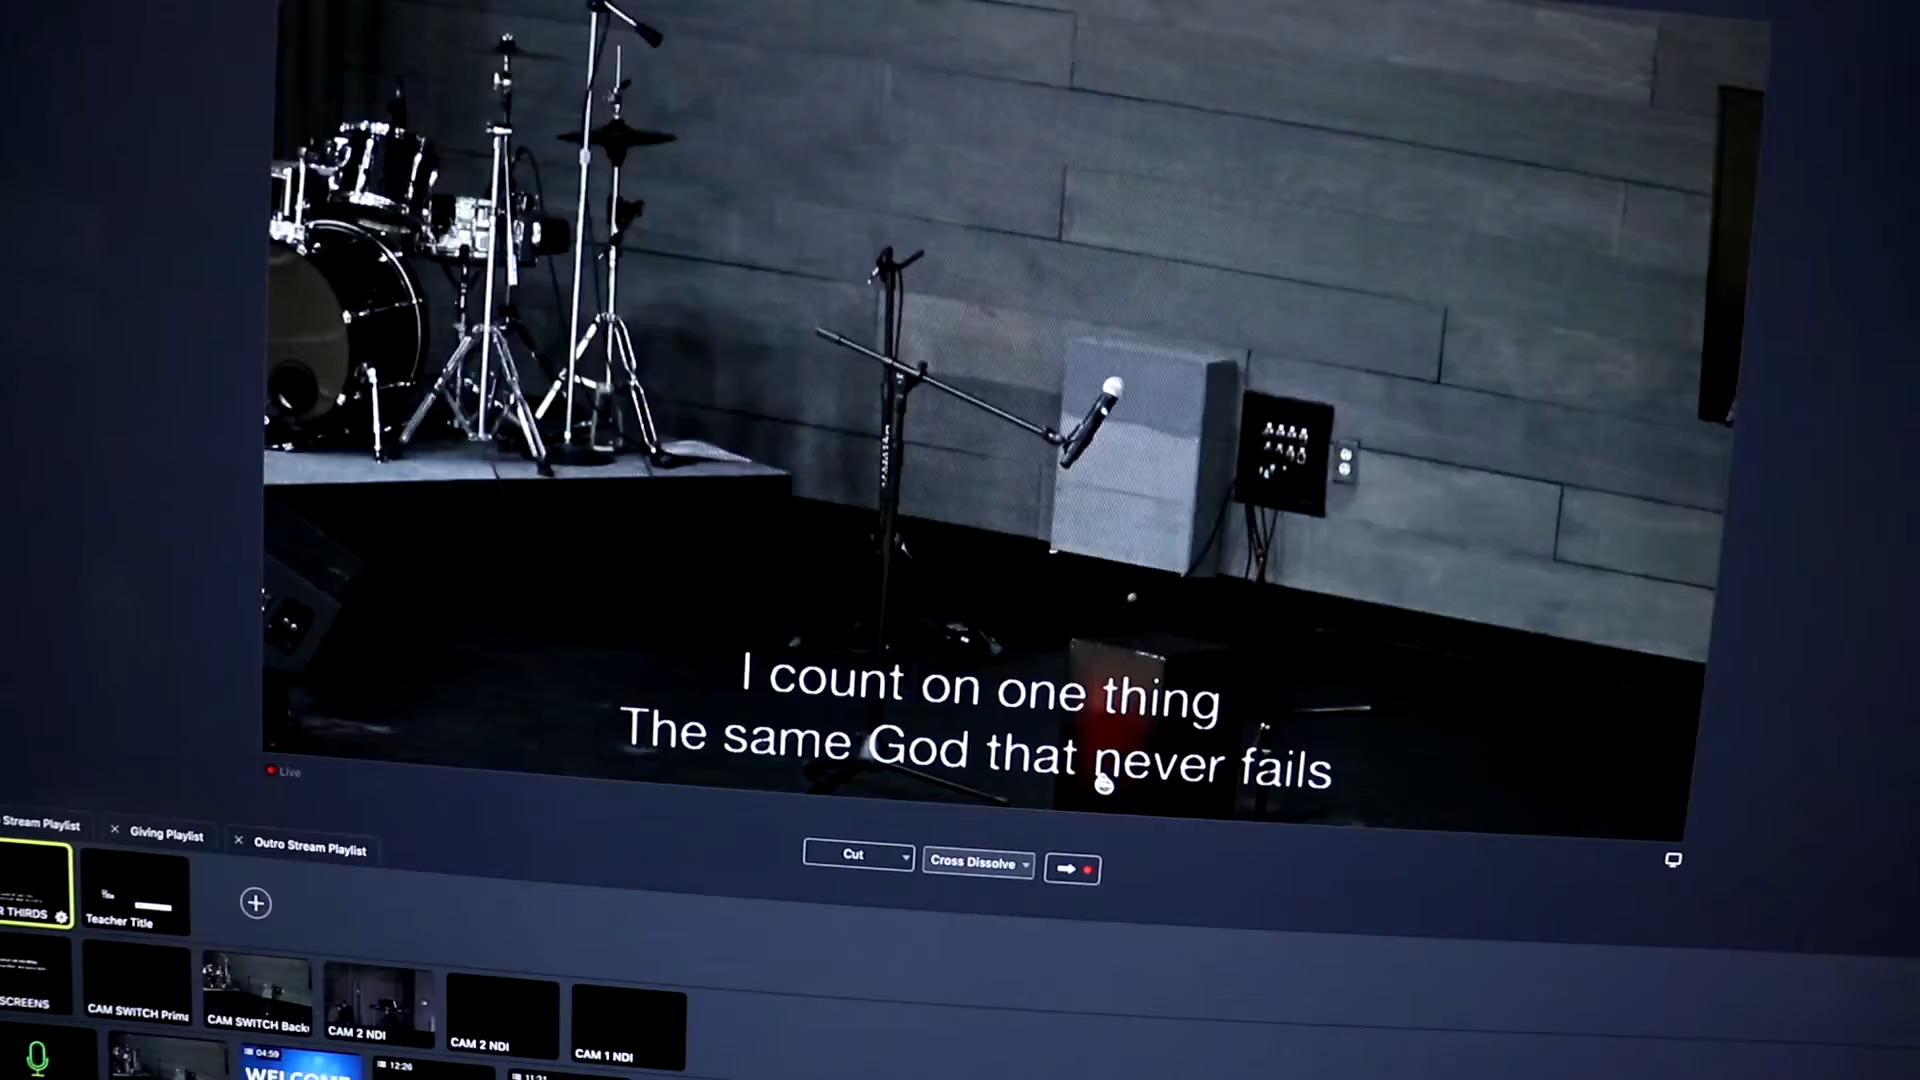 I count on one thing
The same God that never fails
Live
Stream Playlist
× Giving Playlist
× Outro Stream Playlist
Cut
Cross Dissolve
R THIRDS
Teacher Title
SCREENS
CAM SWITCH Prima
CAM SWITCH Backu
CAM 2 NDI
CAM 2 NDI
CAM 1 NDI
04:59
WELCOME
12:26